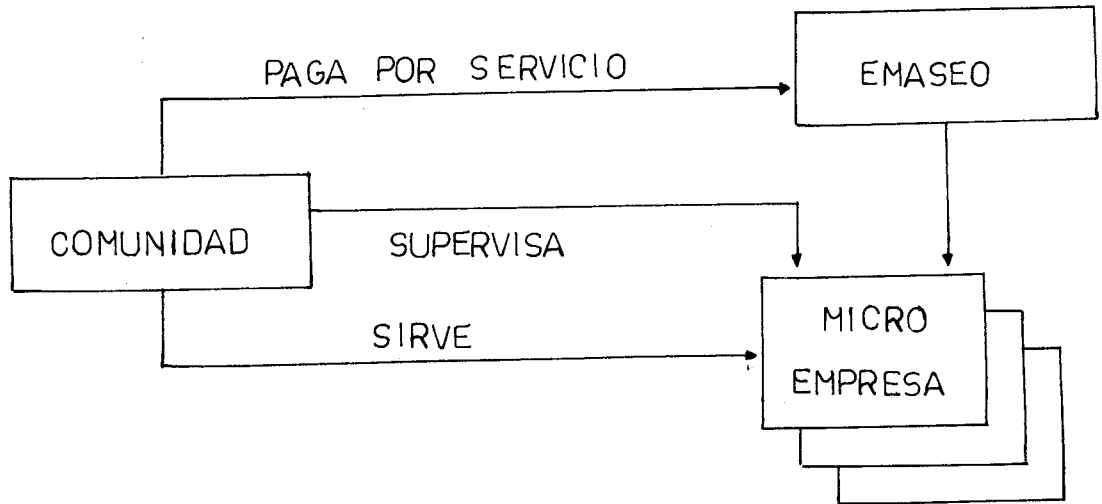 PAGA POR SERVICIO
EMASEO
COMUNIDAD
SUPERVISA
SIRVE
MICRO
EMPRESA